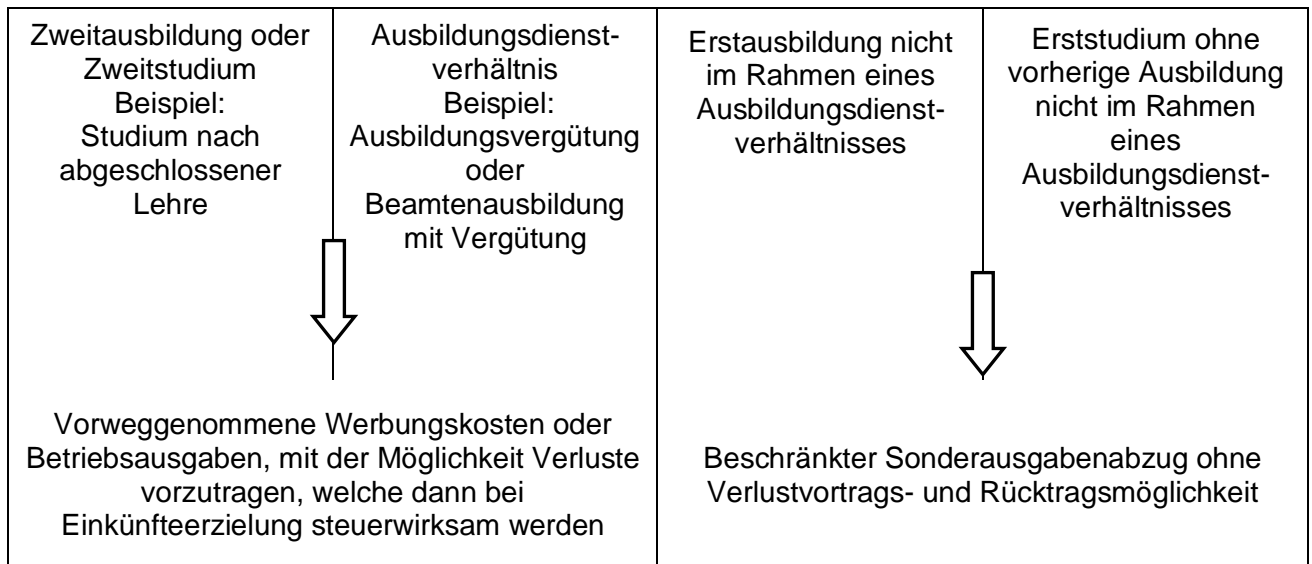 Zweitausbildung oder
Zweitstudium
Beispiel:
Studium nach
abgeschlossener
Lehre
Ausbildungsdienst-
verhältnis
Beispiel:
Ausbildungsvergütung
oder
Beamtenausbildung
mit Vergütung
Erstausbildung nicht
im Rahmen eines
Ausbildungsdienst-
verhältnisses
Erststudium ohne
vorherige Ausbildung
nicht im Rahmen
eines
Ausbildungsdienst-
verhältnisses
Vorweggenommene Werbungskosten oder
Betriebsausgaben, mit der Möglichkeit Verluste
vorzutragen, welche dann bei
Einkünfteerzielung steuerwirksam werden
Beschränkter Sonderausgabenabzug ohne
Verlustvortrags- und Rücktragsmöglichkeit